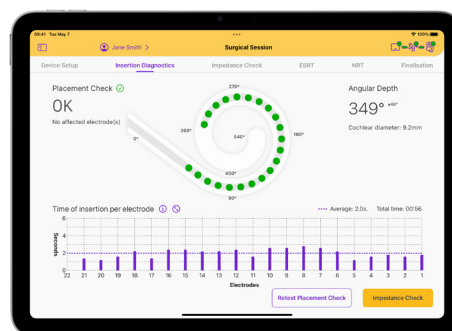 09:41 Tue May 7
100%
Jane Smith >
Surgical Session
Device Setup Insertion Diagnostics Impedance Check ESRT NRT Finalisation
Placement Check
OK
No affected electrode(s)
270°
0°
260°
540°
180°
450°
90°
Angular Depth
349° ±45°
Cochlear diameter: 9.2mm
Time of insertion per electrode
Average: 2.0s. Total time: 00:56
Seconds
6
4
2
0
22 21 20 19 18 17 16 15 14 13 12 11 10 9 8 7 6 5 4 3 2 1
Electrodes
Retest Placement Check
Impedance Check